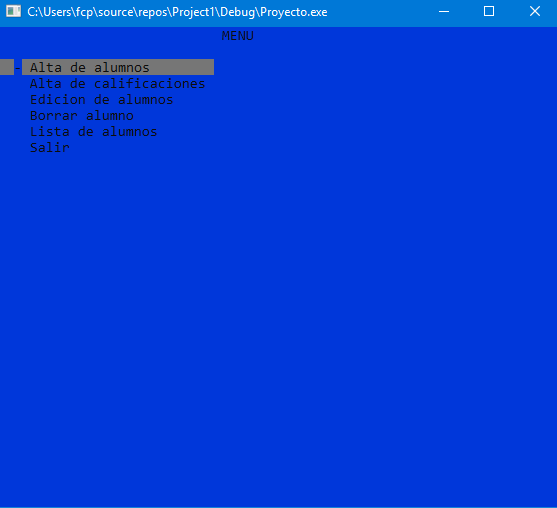 C:\Users\fcp\source\repos\Project1\Debug\Proyecto.exe
MENU
- Alta de alumnos
Alta de calificaciones
Edicion de alumnos
Borrar alumno
Lista de alumnos
Salir